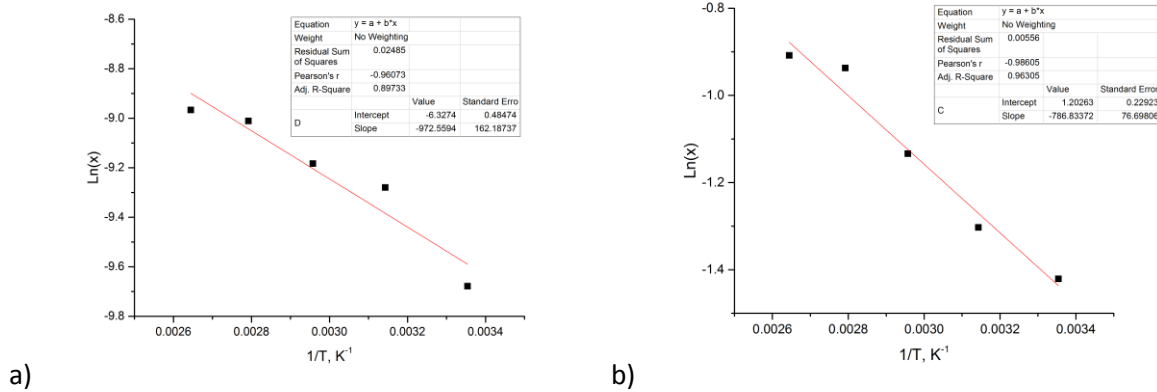 -8.6
-8.8
-9.0
-9.2
-9.4
-9.6
-9.8
Ln(x)
Equation y = a + b*x
Weight No Weighting
Residual Sum of Squares 0.02485
Pearson's r -0.96073
Adj. R-Square 0.89733
Value Standard Erro
D Intercept -6.3274 0.48474
Slope -972.5594 162.18737
0.0026 0.0028 0.0030 0.0032 0.0034
1/T, K⁻¹
a)
-0.8
-1.0
-1.2
-1.4
Ln(x)
Equation y = a + b*x
Weight No Weighting
Residual Sum of Squares 0.00556
Pearson's r -0.98605
Adj. R-Square 0.96305
Value Standard Erro
C Intercept 1.20263 0.22923
Slope -786.83372 76.69806
0.0026 0.0028 0.0030 0.0032 0.0034
1/T, K⁻¹
b)